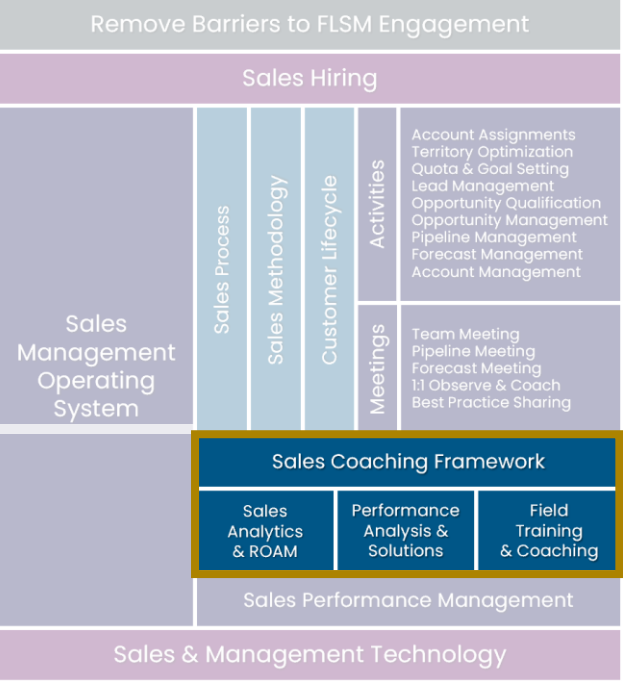 Remove Barriers to FLSM Engagement
Sales Hiring
Sales
Management
Operating
System
Sales Process
Sales Methodology
Customer Lifecycle
Activities
Account Assignments
Territory Optimization
Quota & Goal Setting
Lead Management
Opportunity Qualification
Opportunity Management
Pipeline Management
Forecast Management
Account Management
Meetings
Team Meeting
Pipeline Meeting
Forecast Meeting
1:1 Observe & Coach
Best Practice Sharing
Sales Coaching Framework
Sales
Analytics
& ROAM
Performance
Analysis &
Solutions
Field
Training
& Coaching
Sales Performance Management
Sales & Management Technology